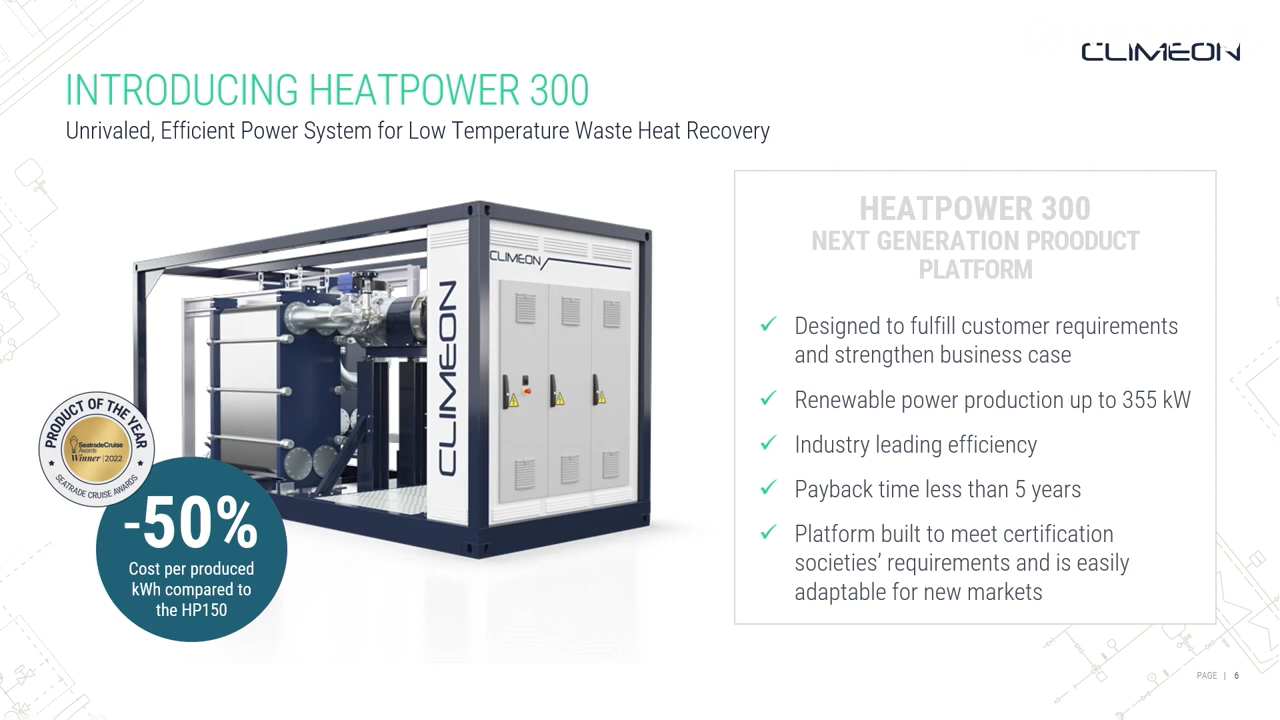 CLIMEON
INTRODUCING HEATPOWER 300
Unrivaled, Efficient Power System for Low Temperature Waste Heat Recovery
CLIMEON
CLIMEON
PRODUCT OF THE YEAR
SeatradeCruise
Awards
Winner | 2022
SEATRADE CRUISE AWARDS
-50%
Cost per produced
kWh compared to
the HP150
HEATPOWER 300
NEXT GENERATION PROODUCT
PLATFORM
✓ Designed to fulfill customer requirements
and strengthen business case
✓ Renewable power production up to 355 kW
✓ Industry leading efficiency
✓ Payback time less than 5 years
✓ Platform built to meet certification
societies’ requirements and is easily
adaptable for new markets
PAGE | 6